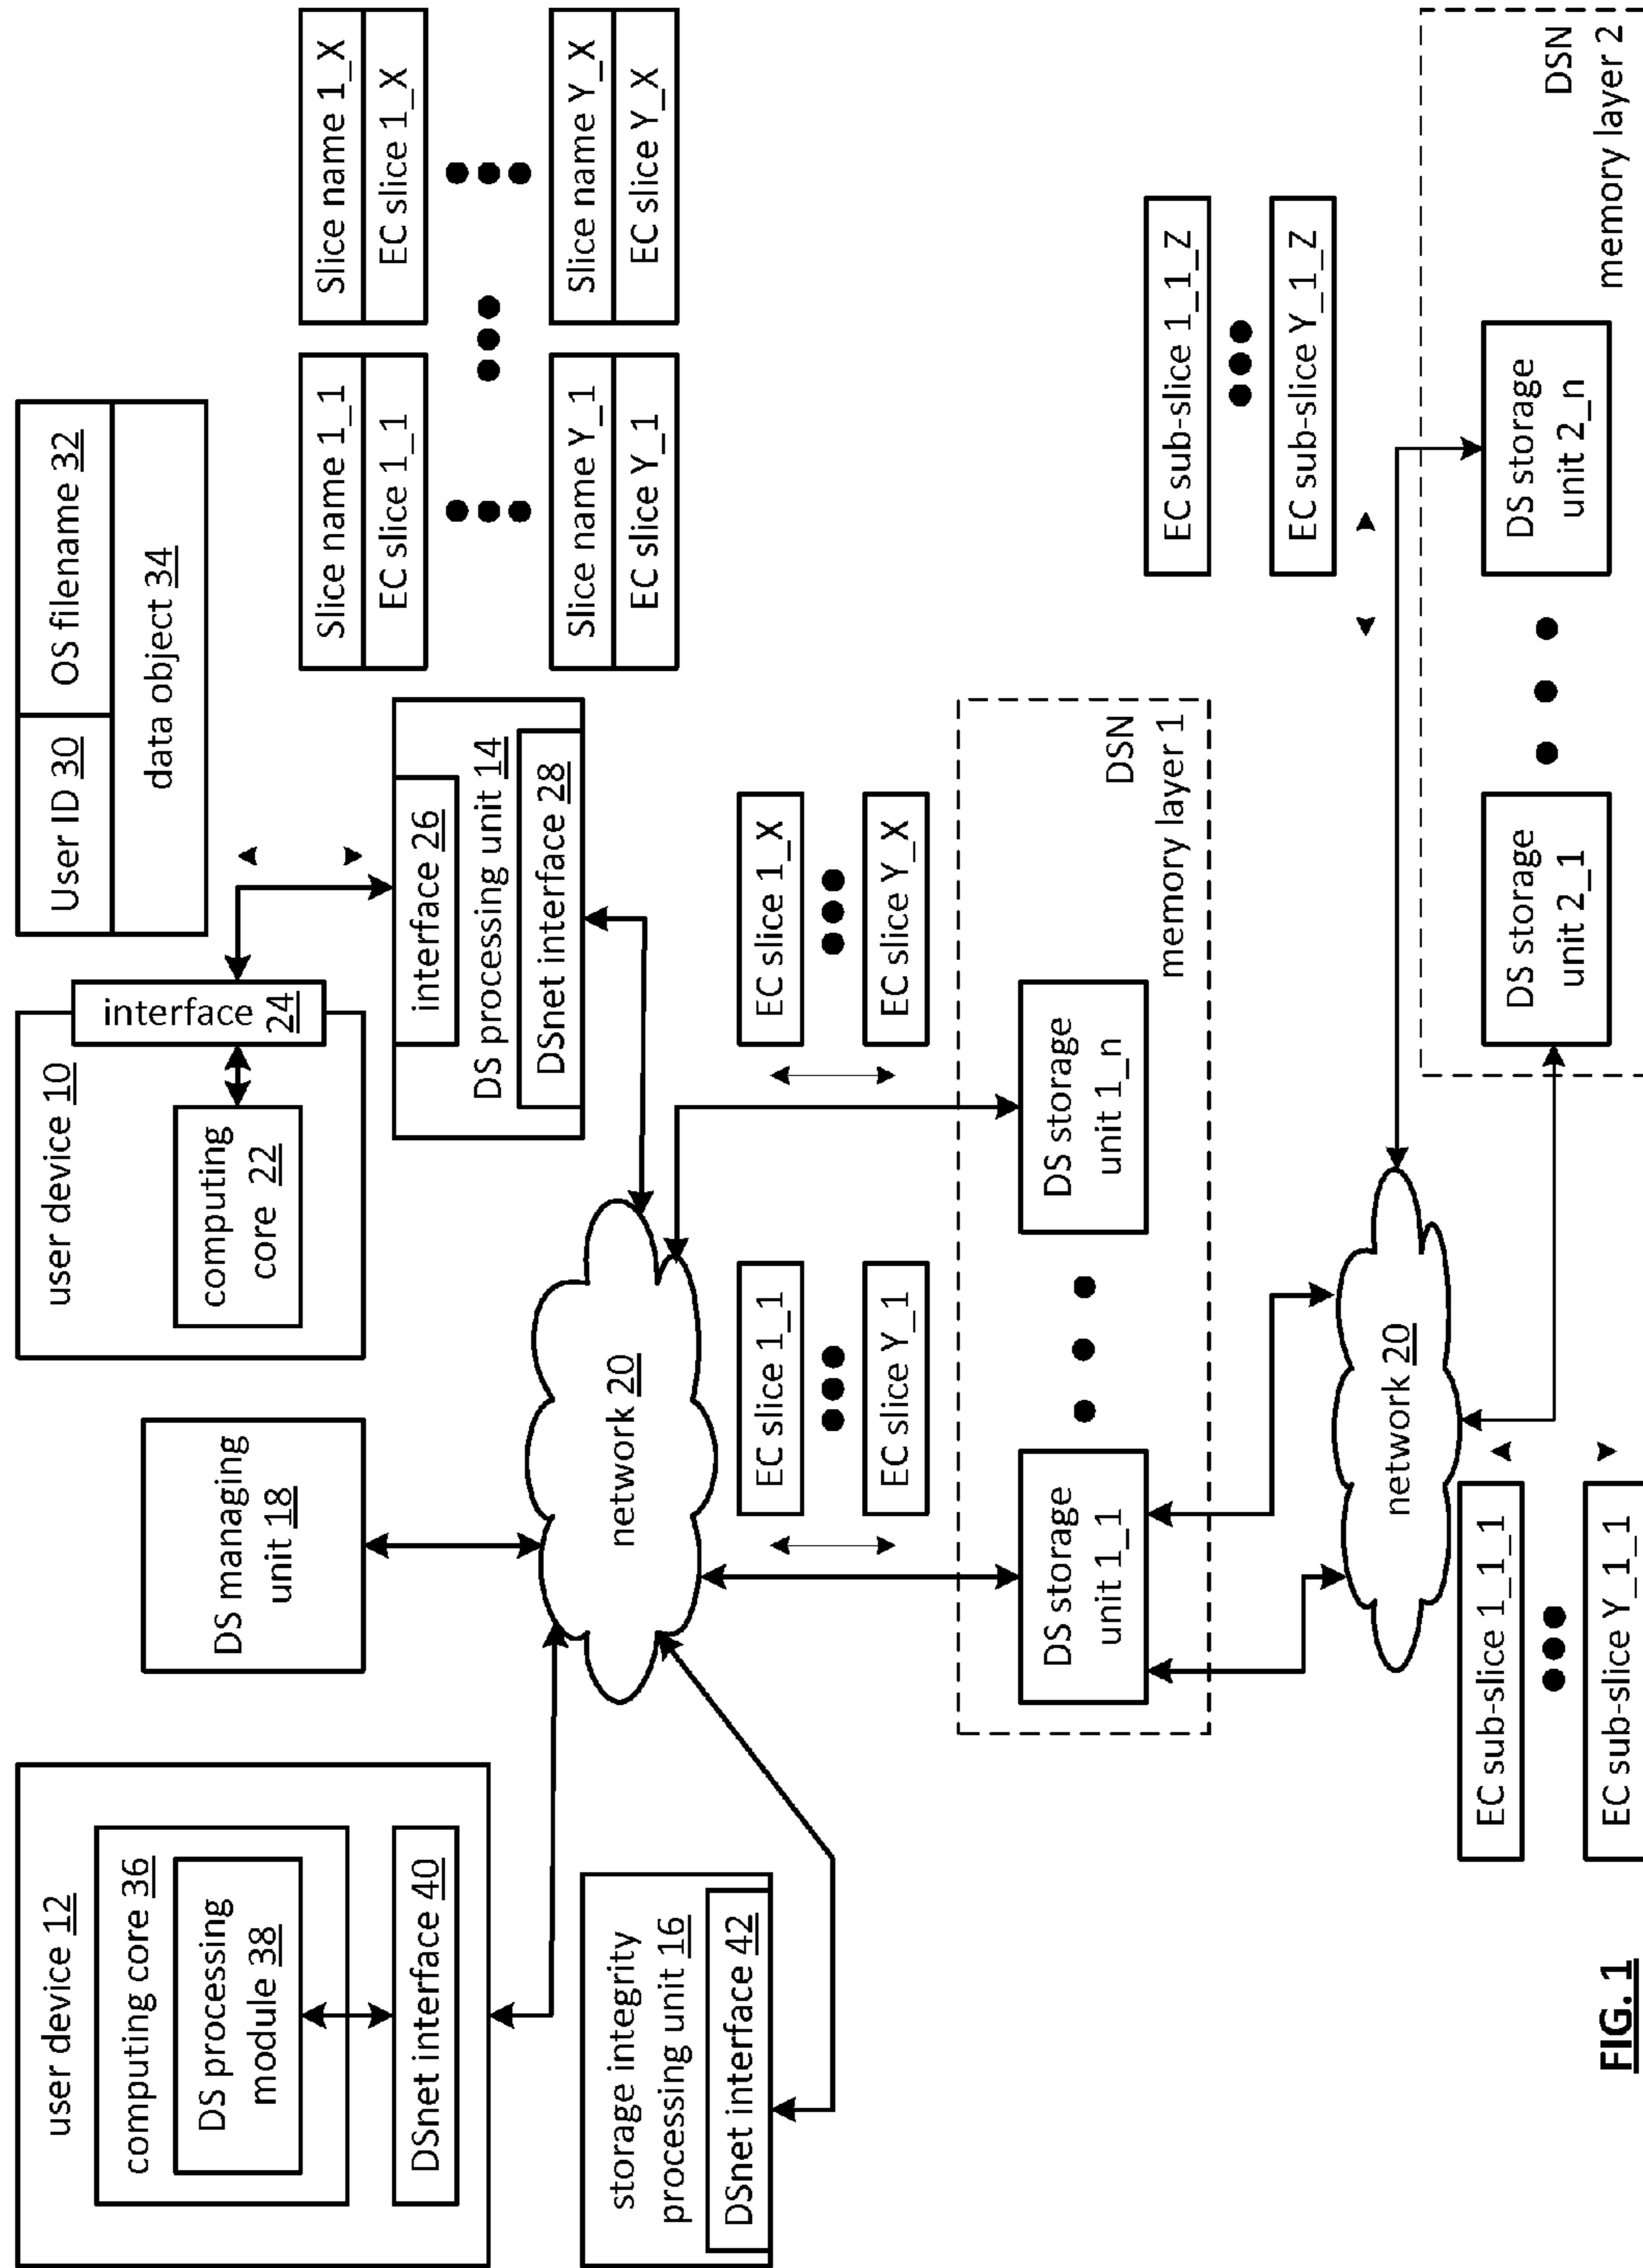 user device 12
computing core 36
DS processing
module 38
DSnet interface 40
DS managing
unit 18
user device 10
computing
core 22
interface 24
User ID 30
OS filename 32
data object 34
interface 26
DS processing unit 14
DSnet interface 28
Slice name 1_1
EC slice 1_1
Slice name 1_X
EC slice 1_X
Slice name Y_1
EC slice Y_1
Slice name Y_X
EC slice Y_X
storage integrity
processing unit 16
DSnet interface 42
network 20
EC slice 1_1
EC slice Y_1
EC slice 1_X
EC slice Y_X
DS storage
unit 1_1
DS storage
unit 1_n
DSN
memory layer 1
network 20
EC sub-slice 1_1_Z
EC sub-slice Y_1_Z
EC sub-slice 1_1_1
EC sub-slice Y_1_1
DS storage
unit 2_1
DS storage
unit 2_n
DSN
memory layer 2
FIG. 1